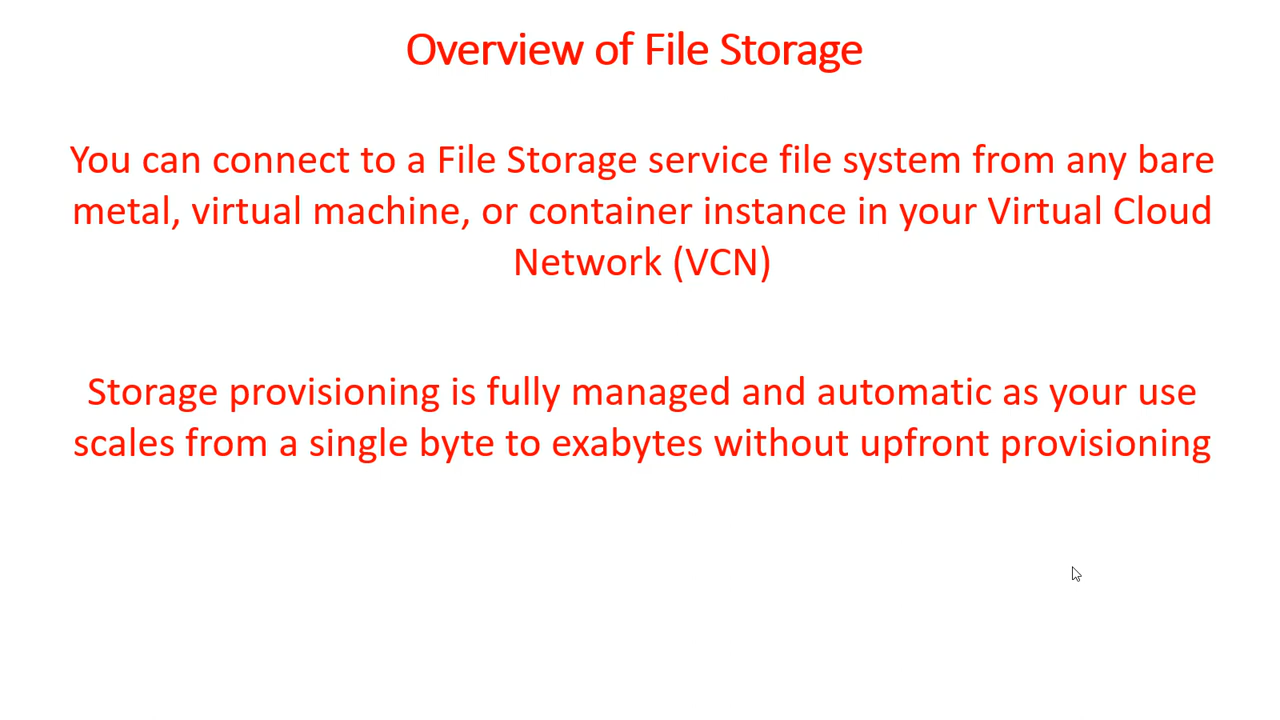 Overview of File Storage
You can connect to a File Storage service file system from any bare
metal, virtual machine, or container instance in your Virtual Cloud
Network (VCN)
Storage provisioning is fully managed and automatic as your use
scales from a single byte to exabytes without upfront provisioning